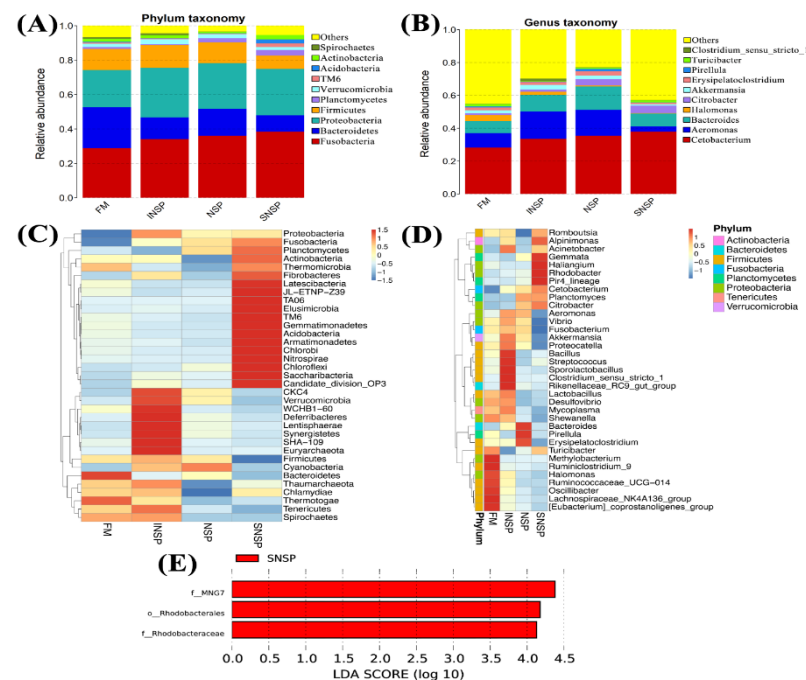 (A)
Phylum taxonomy
Relative abundance
1.0
0.8
0.6
0.4
0.2
0.0
FM
INSP
NSP
SNSP
Others
Spirochaetes
Actinobacteria
Acidobacteria
TM6
Verrucomicrobia
Planctomycetes
Firmicutes
Proteobacteria
Bacteroidetes
Fusobacteria
(B)
Genus taxonomy
Relative abundance
1.0
0.8
0.6
0.4
0.2
0.0
FM
INSP
NSP
SNSP
Others
Clostridium_sensu_stricto_1
Turicibacter
Pirellula
Erysipelatoclostridium
Akkermansia
Citrobacter
Halomonas
Bacteroides
Aeromonas
Cetobacterium
(C)
Proteobacteria
Fusobacteria
Planctomycetes
Actinobacteria
Thermomicrobia
Fibrobacteres
Latescibacteria
JL-ETNP-Z39
TA06
Elusimicrobia
TM6
Gemmatimonadetes
Acidobacteria
Armatimonadetes
Chlorobi
Nitrospirae
Chloroflexi
Saccharibacteria
Candidate_division_OP3
CKC4
Verrucomicrobia
WCHB1-60
Deferribacteres
Lentisphaerae
Synergistetes
SHA-109
Euryarchaeota
Firmicutes
Cyanobacteria
Bacteroidetes
Thaumarchaeota
Chlamydiae
Thermotogae
Tenericutes
Spirochaetes
FM
INSP
NSP
SNSP
1.5
1
0.5
0
-0.5
-1
-1.5
(D)
Romboutsia
Alpinimonas
Acinetobacter
Gemmata
Haliangium
Rhodobacter
Pir4_lineage
Cetobacterium
Planctomyces
Citrobacter
Aeromonas
Vibrio
Fusobacterium
Akkermansia
Proteocatella
Bacillus
Streptococcus
Sporolactobacillus
Clostridium_sensu_stricto_1
Rikenellaceae_RC9_gut_group
Lactobacillus
Desulfovibrio
Mycoplasma
Shewanella
Bacteroides
Pirellula
Erysipelatoclostridium
Turicibacter
Methylobacterium
Ruminiclostridium_9
Halomonas
Ruminococcaceae_UCG-014
Oscillibacter
Lachnospiraceae_NK4A136_group
[Eubacterium]_coprostanoligenes_group
Phylum
FM
INSP
NSP
SNSP
1
0.5
0
-0.5
-1
Phylum
Actinobacteria
Bacteroidetes
Firmicutes
Fusobacteria
Planctomycetes
Proteobacteria
Tenericutes
Verrucomicrobia
(E)
SNSP
f__MNG7
o__Rhodobacterales
f__Rhodobacteraceae
0.0
0.5
1.0
1.5
2.0
2.5
3.0
3.5
4.0
4.5
LDA SCORE (log 10)